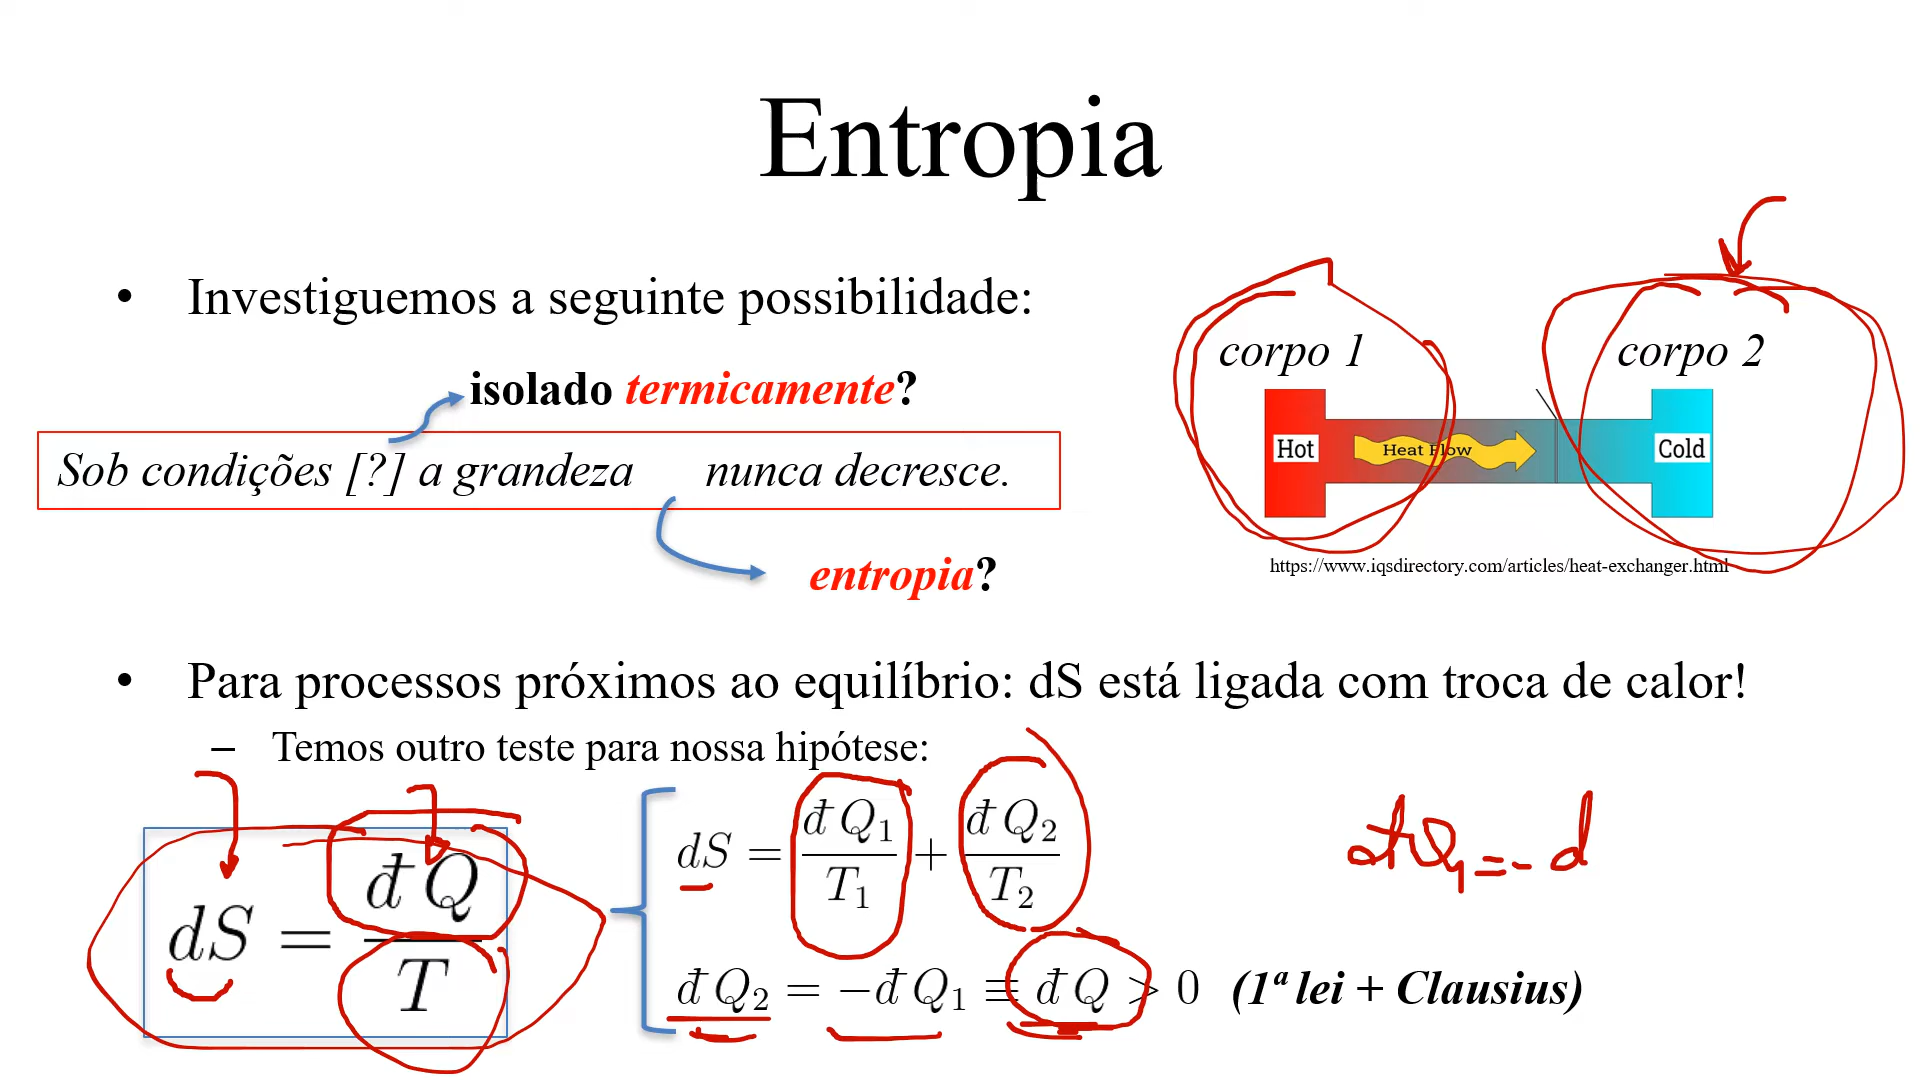 Entropia
• Investiguemos a seguinte possibilidade:
isolado termicamente?
Sob condições [?] a grandeza nunca decresce.
entropia?
corpo 1
corpo 2
Hot
Heat Flow
Cold
https://www.iqsdirectory.com/articles/heat-exchanger.html
• Para processos próximos ao equilíbrio: dS está ligada com troca de calor!
– Temos outro teste para nossa hipótese:
dS = đQ/T
dS = đQ₁/T₁ + đQ₂/T₂
đQ₂ = −đQ₁ ≡ đQ > 0 (1ª lei + Clausius)
đQ₁ = - d